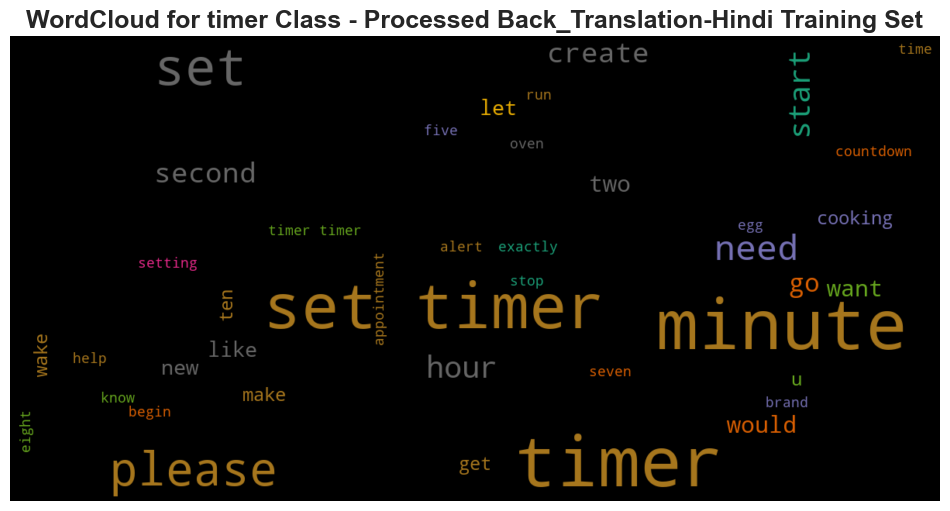 WordCloud for timer Class - Processed Back_Translation-Hindi Training Set
set
create
time
start
run
let
five
oven
countdown
second
two
cooking
egg
timer timer
need
alert
exactly
setting
appointment
stop
go
want
ten
set timer
minute
wake
like
help
new
hour
seven
u
know
make
brand
begin
eight
would
please
get
timer